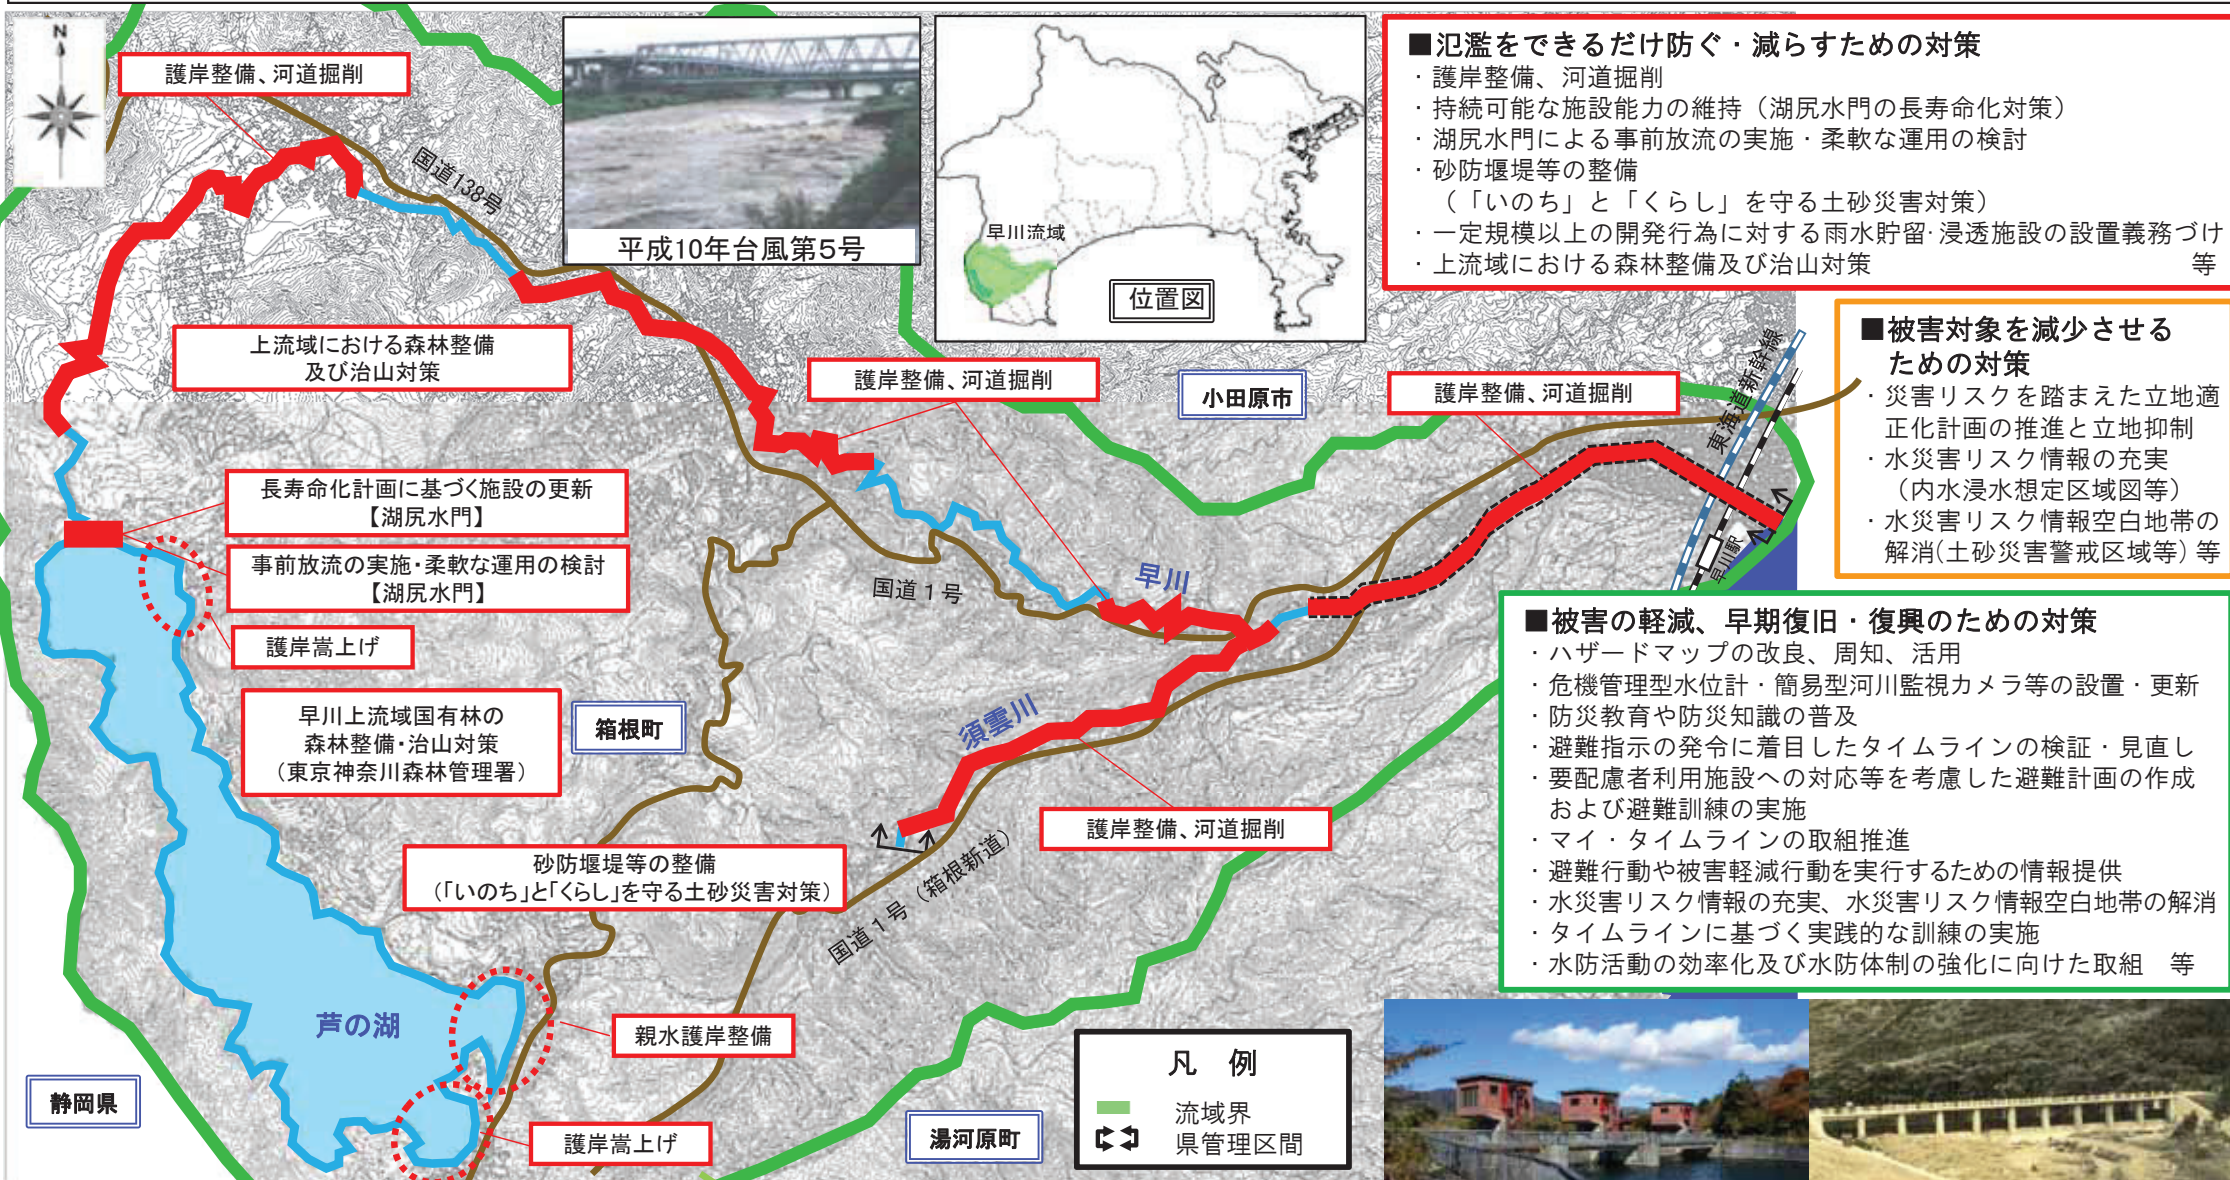 N
護岸整備、河道掘削
国道138号
平成10年台風第5号
早川流域
位置図
■氾濫をできるだけ防ぐ・減らすための対策
・護岸整備、河道掘削
・持続可能な施設能力の維持（湖尻水門の長寿命化対策）
・湖尻水門による事前放流の実施・柔軟な運用の検討
・砂防堰堤等の整備
（「いのち」と「くらし」を守る土砂災害対策）
・一定規模以上の開発行為に対する雨水貯留･浸透施設の設置義務づけ
・上流域における森林整備及び治山対策　等
上流域における森林整備
及び治山対策
護岸整備、河道掘削
小田原市
護岸整備、河道掘削
東海道新幹線
早川駅
■被害対象を減少させる
ための対策
・災害リスクを踏まえた立地適
正化計画の推進と立地抑制
・水災害リスク情報の充実
（内水浸水想定区域図等）
・水災害リスク情報空白地帯の
解消(土砂災害警戒区域等) 等
長寿命化計画に基づく施設の更新
【湖尻水門】
事前放流の実施･柔軟な運用の検討
【湖尻水門】
護岸嵩上げ
早川
国道１号
早川上流域国有林の
森林整備･治山対策
（東京神奈川森林管理署）
箱根町
須雲川
護岸整備、河道掘削
国道１号（箱根新道）
砂防堰堤等の整備
（｢いのち｣と｢くらし｣を守る土砂災害対策）
■被害の軽減、早期復旧・復興のための対策
・ハザードマップの改良、周知、活用
・危機管理型水位計・簡易型河川監視カメラ等の設置・更新
・防災教育や防災知識の普及
・避難指示の発令に着目したタイムラインの検証・見直し
・要配慮者利用施設への対応等を考慮した避難計画の作成
および避難訓練の実施
・マイ・タイムラインの取組推進
・避難行動や被害軽減行動を実行するための情報提供
・水災害リスク情報の充実、水災害リスク情報空白地帯の解消
・タイムラインに基づく実践的な訓練の実施
・水防活動の効率化及び水防体制の強化に向けた取組　等
芦の湖
親水護岸整備
静岡県
護岸嵩上げ
湯河原町
凡　例
流域界
県管理区間